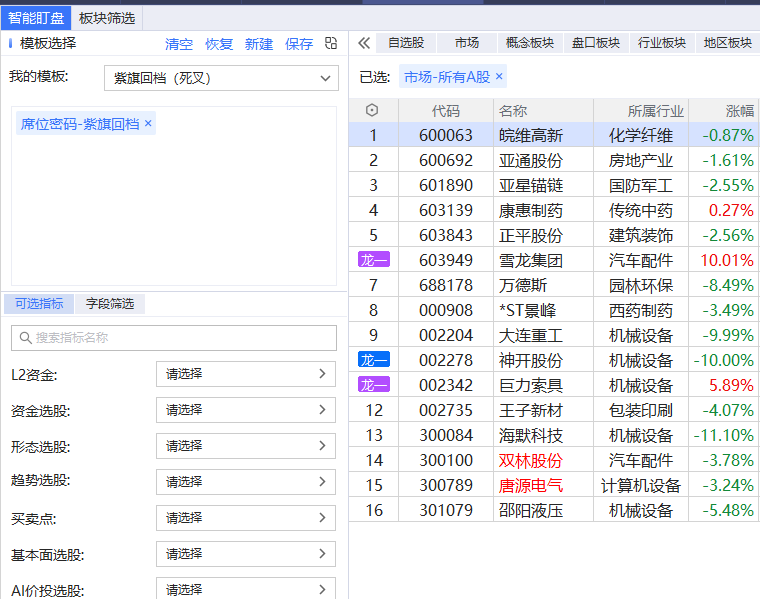 智能盯盘 板块筛选
模板选择 清空 恢复 新建 保存
我的模板: 紫旗回档（死叉）
席位密码-紫旗回档 ×
可选指标 字段筛选
搜索指标名称
L2资金: 请选择
资金选股: 请选择
形态选股: 请选择
趋势选股: 请选择
买卖点: 请选择
基本面选股: 请选择
AI价投选股: 请选择
自选股 市场 概念板块 盘口板块 行业板块 地区板块
已选: 市场-所有A股 ×
代码 名称 所属行业 涨幅
1 600063 皖维高新 化学纤维 -0.87%
2 600692 亚通股份 房地产业 -1.61%
3 601890 亚星锚链 国防军工 -2.55%
4 603139 康惠制药 传统中药 0.27%
5 603843 正平股份 建筑装饰 -2.56%
龙一 603949 雪龙集团 汽车配件 10.01%
7 688178 万德斯 园林环保 -8.49%
8 000908 *ST景峰 西药制药 -3.49%
9 002204 大连重工 机械设备 -9.99%
龙一 002278 神开股份 机械设备 -10.00%
龙一 002342 巨力索具 机械设备 5.89%
12 002735 王子新材 包装印刷 -4.07%
13 300084 海默科技 机械设备 -11.10%
14 300100 双林股份 汽车配件 -3.78%
15 300789 唐源电气 计算机设备 -3.24%
16 301079 邵阳液压 机械设备 -5.48%